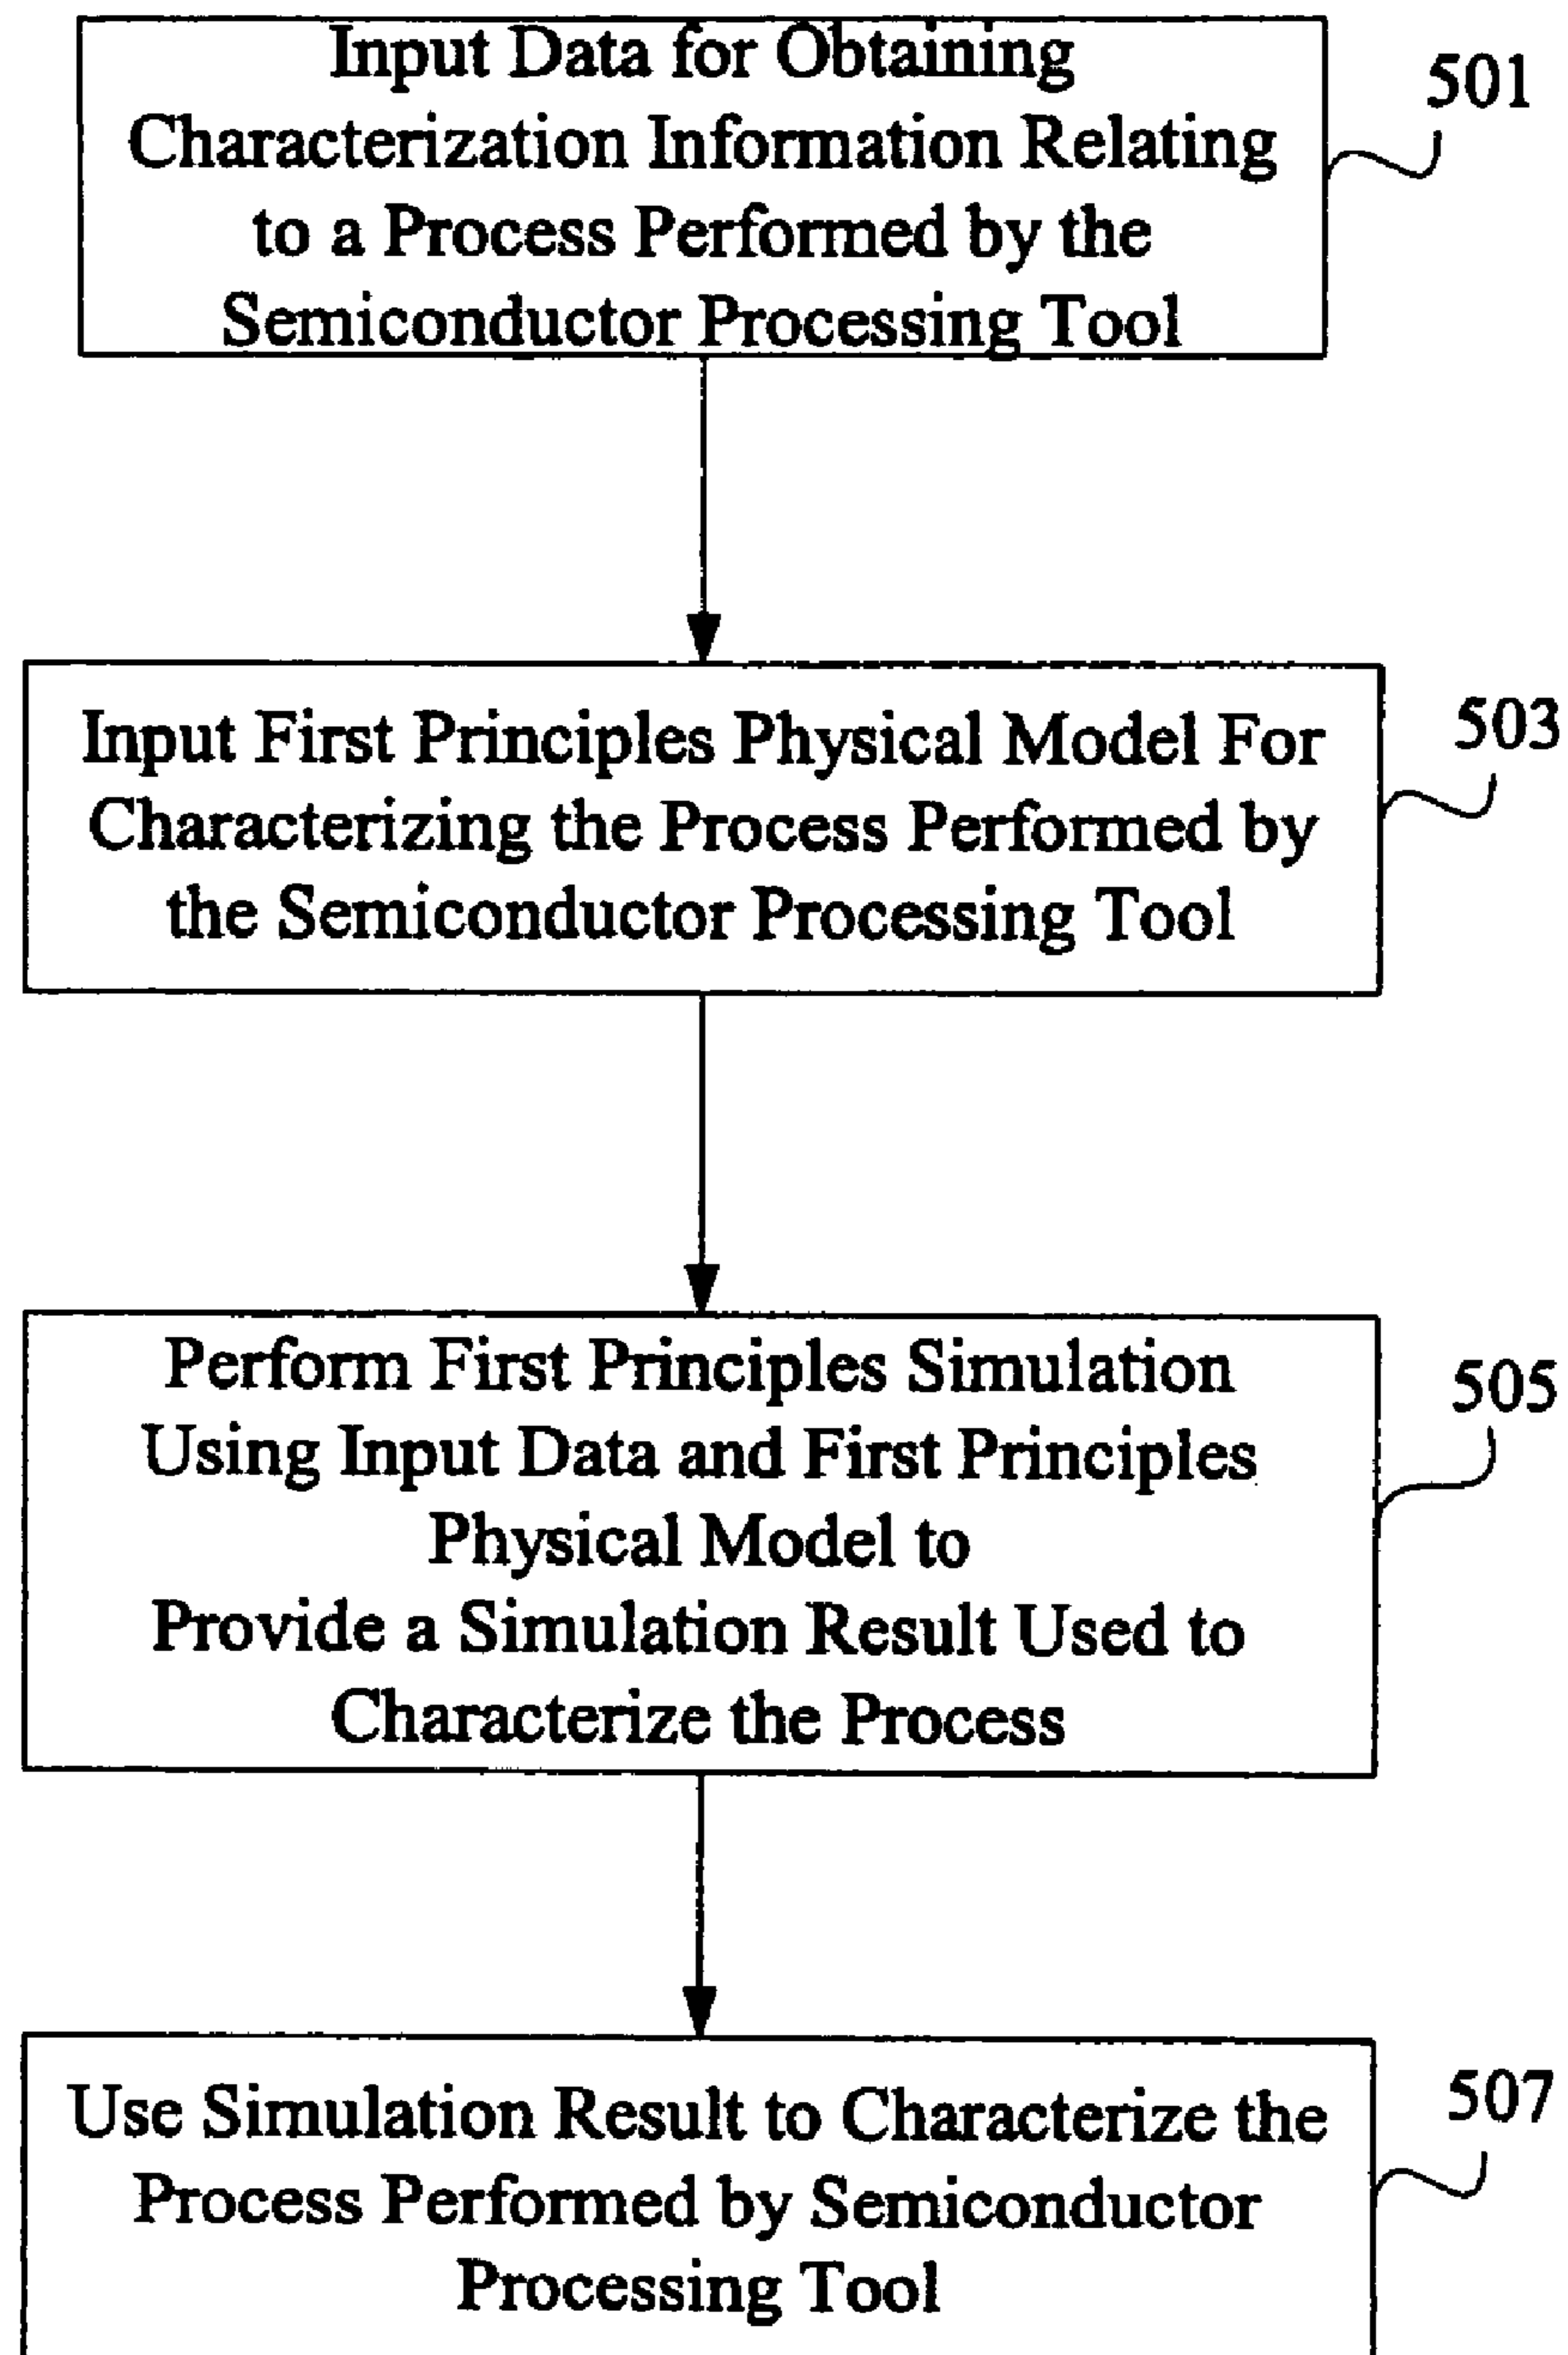 Input Data for Obtaining
Characterization Information Relating
to a Process Performed by the
Semiconductor Processing Tool
501
Input First Principles Physical Model For
Characterizing the Process Performed by
the Semiconductor Processing Tool
503
Perform First Principles Simulation
Using Input Data and First Principles
Physical Model to
Provide a Simulation Result Used to
Characterize the Process
505
Use Simulation Result to Characterize the
Process Performed by Semiconductor
Processing Tool
507